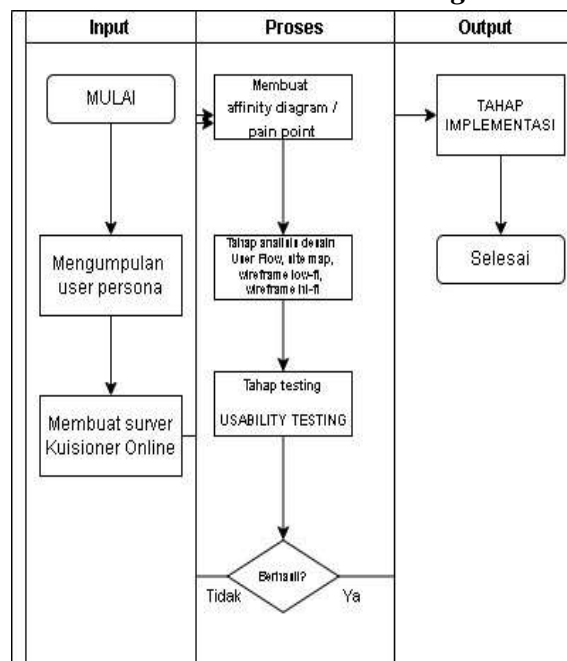 Input
Proses
Output
MULAI
Mengumpulan
user persona
Membuat surver
Kuisioner Online
Membuat
affinity diagram /
pain point
Tahap analisis desain
User Flow, site map,
wireframe low-fi,
wireframe hi-fi
Tahap testing
USABILITY TESTING
Berhasil?
Tidak
Ya
TAHAP
IMPLEMENTASI
Selesai